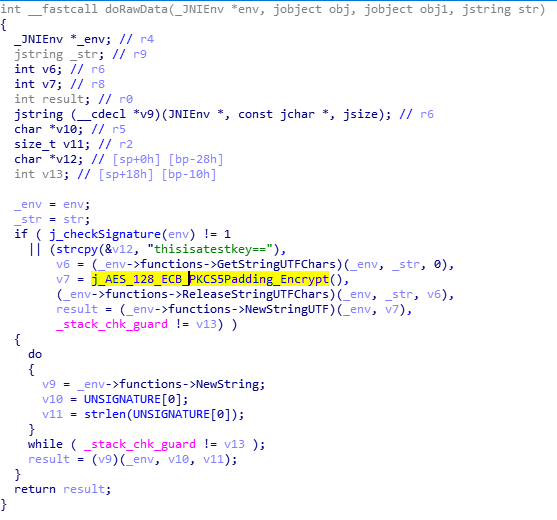 int __fastcall doRawData(_JNIEnv *env, jobject obj, jobject obj1, jstring str)
{
  _JNIEnv *_env; // r4
  jstring _str; // r9
  int v6; // r6
  int v7; // r8
  int result; // r0
  jstring (__cdecl *v9)(JNIEnv *, const jchar *, jsize); // r6
  char *v10; // r5
  size_t v11; // r2
  char *v12; // [sp+0h] [bp-28h]
  int v13; // [sp+18h] [bp-10h]

  _env = env;
  _str = str;
  if ( j_checkSignature(env) != 1
    || (strcpy(&v12, "thisisatestkey=="),
        v6 = (_env->functions->GetStringUTFChars)(_env, _str, 0),
        v7 = j_AES_128_ECB_PKCS5Padding_Encrypt(),
        (_env->functions->ReleaseStringUTFChars)(_env, _str, v6),
        result = (_env->functions->NewStringUTF)(_env, v7),
        _stack_chk_guard != v13) )
  {
    do
    {
      v9 = _env->functions->NewString;
      v10 = UNSIGNATURE[0];
      v11 = strlen(UNSIGNATURE[0]);
    }
    while ( _stack_chk_guard != v13 );
    result = (v9)(_env, v10, v11);
  }
  return result;
}